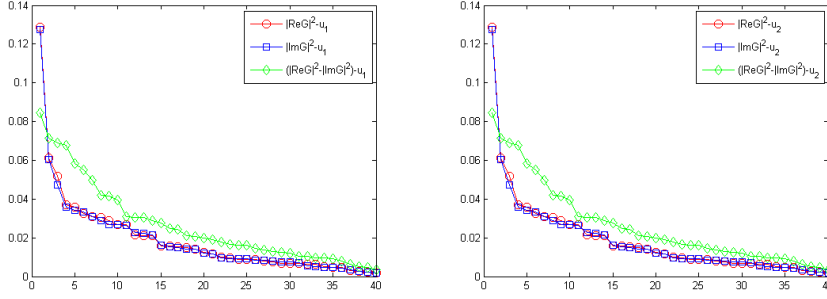 0.14
0.12
0.1
0.08
0.06
0.04
0.02
0
0 5 10 15 20 25 30 35 40
|ReG|²-u₁
|ImG|²-u₁
(|ReG|²-|ImG|²)-u₁
0.14
0.12
0.1
0.08
0.06
0.04
0.02
0
0 5 10 15 20 25 30 35 40
|ReG|²-u₂
|ImG|²-u₂
(|ReG|²-|ImG|²)-u₂